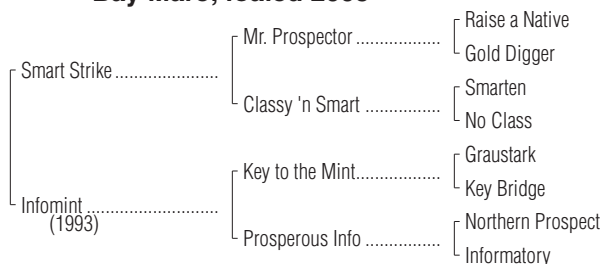 Bay Mare; foaled
Raise a Native
Mr. Prospector ..................
Gold Digger
Smart Strike ......................
Smarten
Classy 'n Smart ................
No Class
Graustark
Key to the Mint..................
Key Bridge
Infomint ............................
(1993)
Northern Prospect
Prosperous Info ................
Informatory